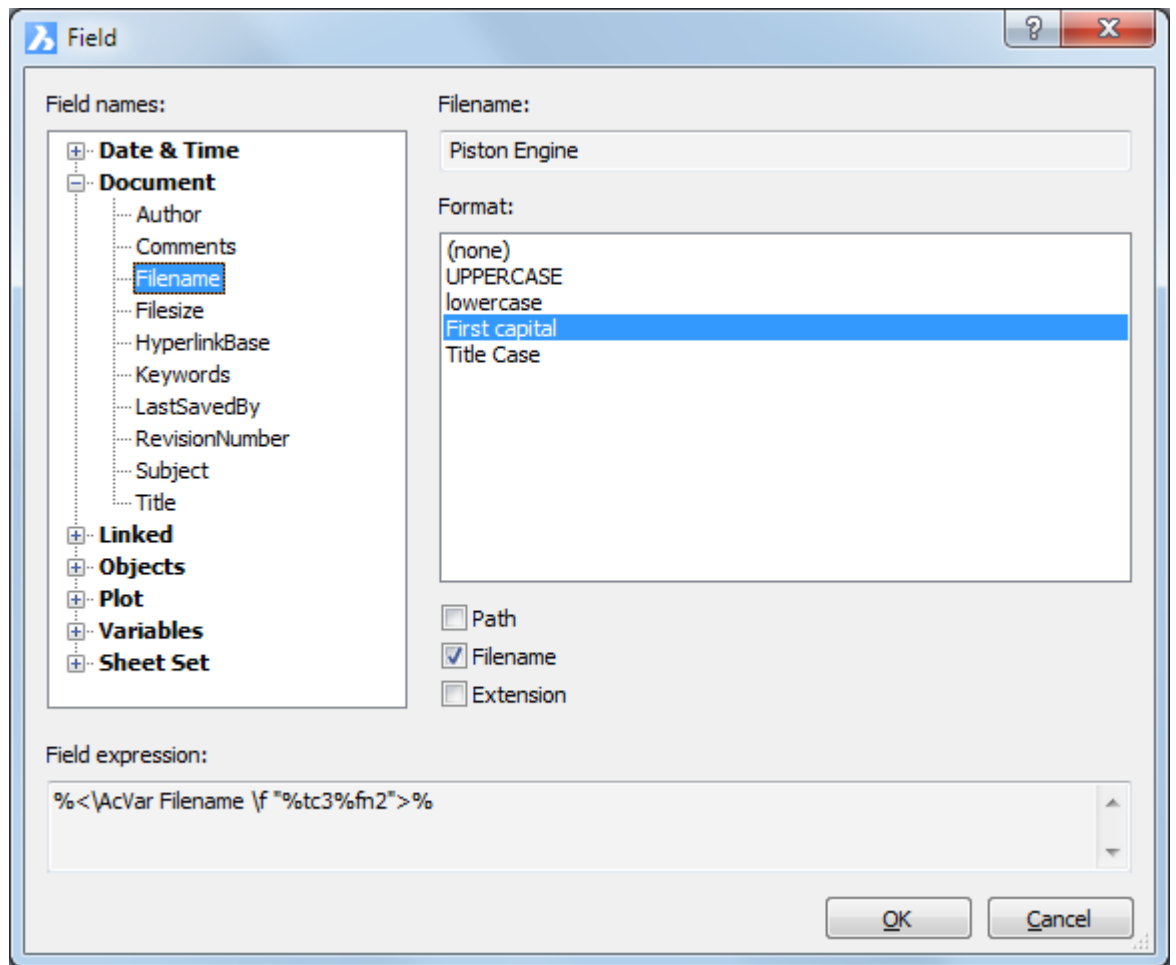 Field
Field names:
Date & Time
Document
Author
Comments
Filename
Filesize
HyperlinkBase
Keywords
LastSavedBy
RevisionNumber
Subject
Title
Linked
Objects
Plot
Variables
Sheet Set
Filename:
Piston Engine
Format:
(none)
UPPERCASE
lowercase
First capital
Title Case
Path
Filename
Extension
Field expression:
%<\AcVar Filename \f "%tc3%fn2">%
OK
Cancel